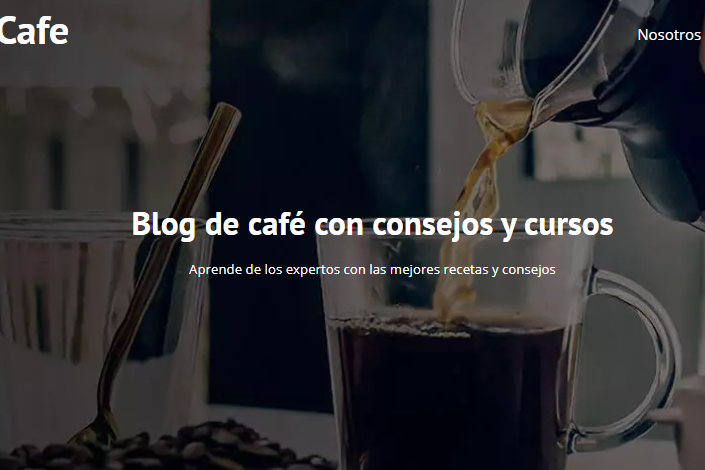 Cafe
Nosotros
Blog de café con consejos y cursos
Aprende de los expertos con las mejores recetas y consejos